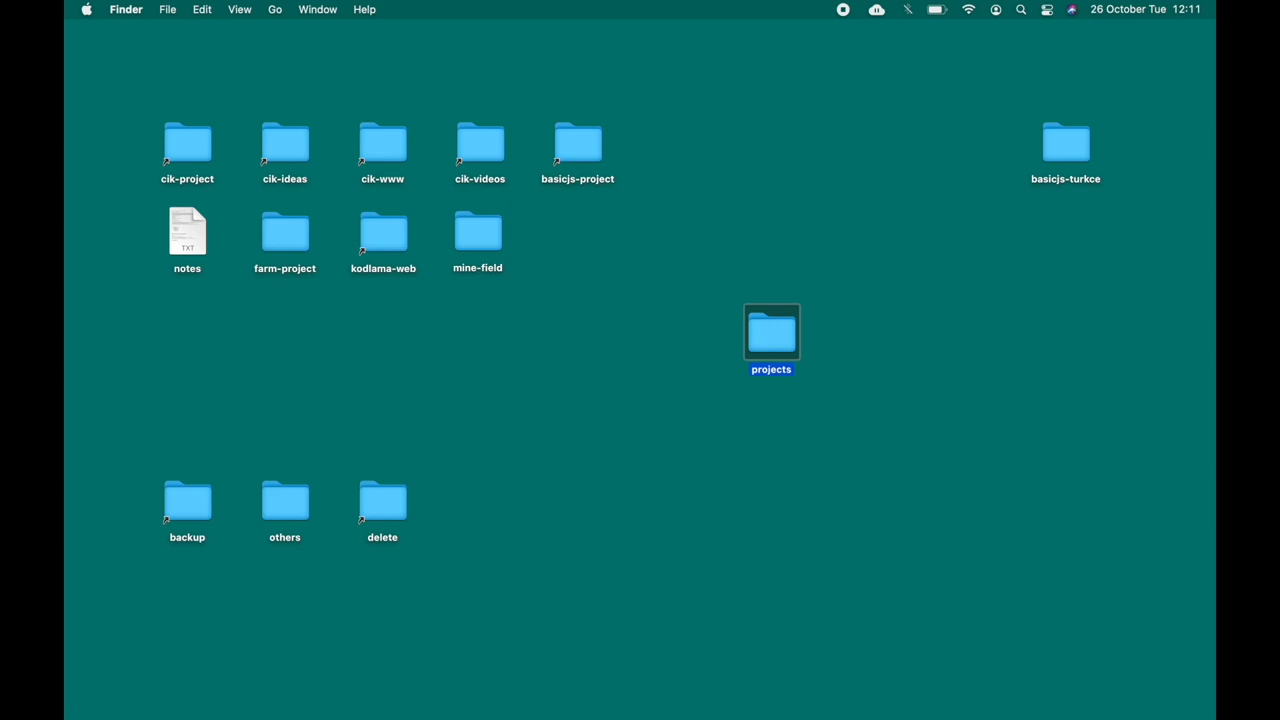 Finder File Edit View Go Window Help 26 October Tue 12:11
cik-project cik-ideas cik-www cik-videos basicjs-project basicjs-turkce
TXT
notes farm-project kodlama-web mine-field
projects
backup others delete